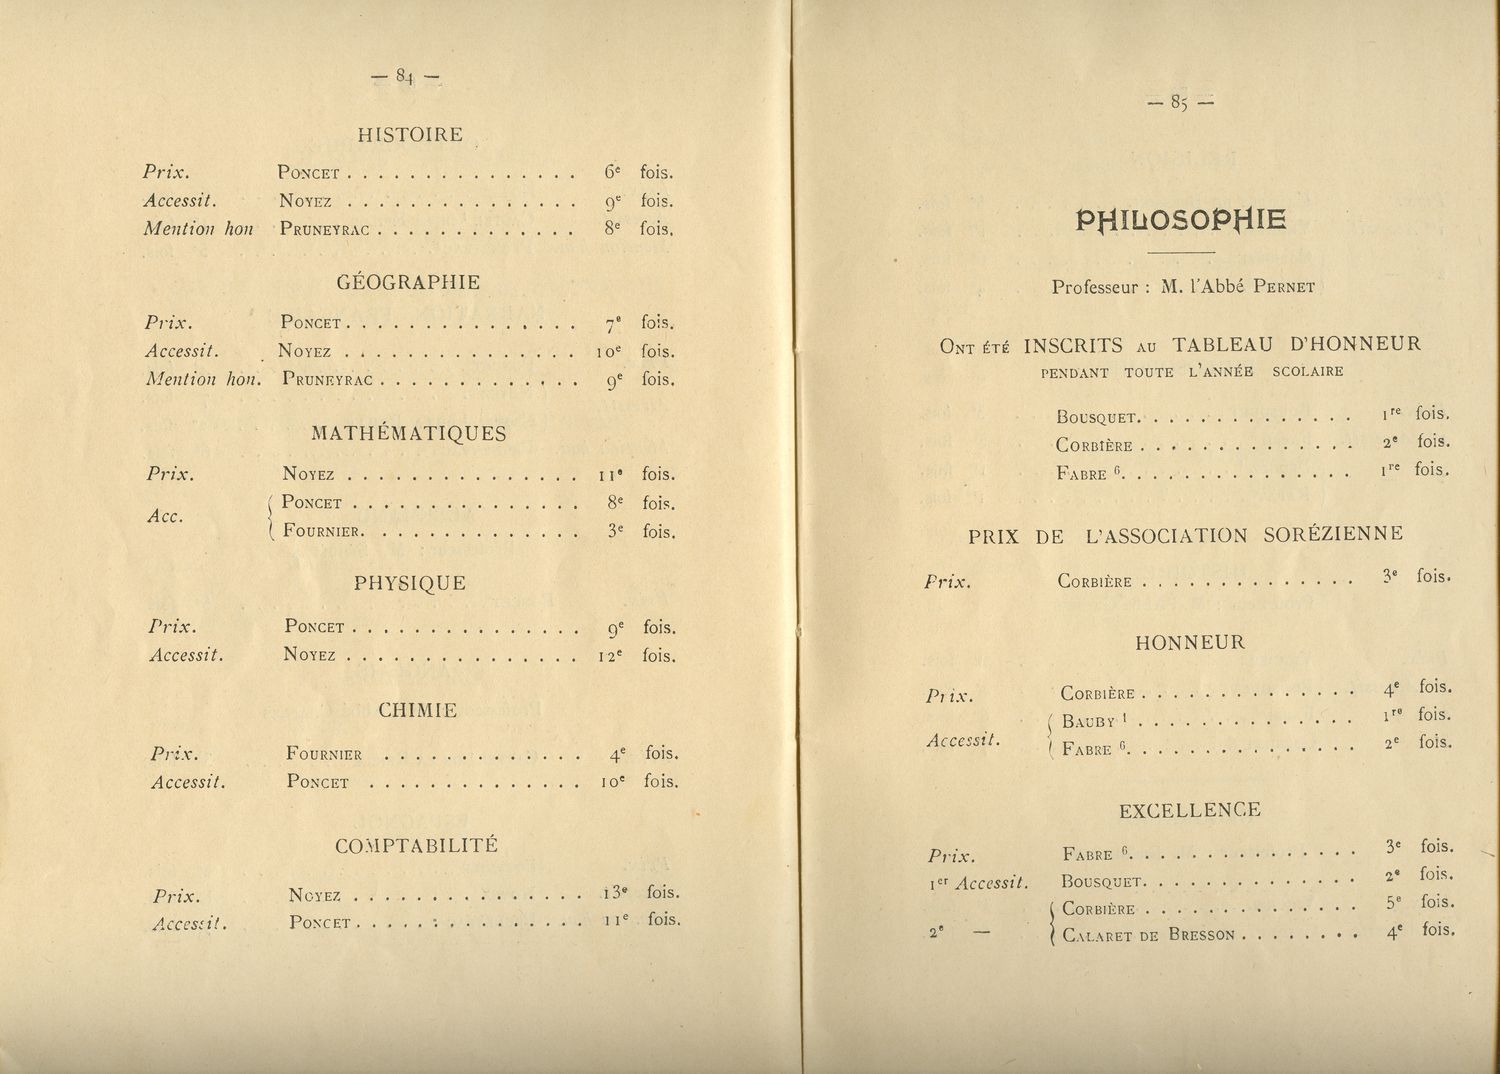 — 84 —
HISTOIRE
Prix. PONCET . . . . . . . . . . . . . . . 6e fois.
Accessit. NOYEZ . . . . . . . . . . . . . . . 9e fois.
Mention hon PRUNEYRAC . . . . . . . . . . . . . 8e fois.
GÉOGRAPHIE
Prix. PONCET . . . . . . . . . . . . . . . 7e fois.
Accessit. NOYEZ . . . . . . . . . . . . . . . 10e fois.
Mention hon. PRUNEYRAC . . . . . . . . . . . . . 9e fois.
MATHÉMATIQUES
Prix. NOYEZ . . . . . . . . . . . . . . . 11e fois.
Acc. { PONCET . . . . . . . . . . . . . . . 8e fois.
FOURNIER. . . . . . . . . . . . . . 3e fois.
PHYSIQUE
Prix. PONCET . . . . . . . . . . . . . . . 9e fois.
Accessit. NOYEZ . . . . . . . . . . . . . . . 12e fois.
CHIMIE
Prix. FOURNIER . . . . . . . . . . . . . 4e fois.
Accessit. PONCET . . . . . . . . . . . . . . 10e fois.
COMPTABILITÉ
Prix. NOYEZ . . . . . . . . . . . . . . . 13e fois.
Accessit. PONCET . . . . . . . . . . . . . . . 11e fois.
— 85 —
PHILOSOPHIE
Professeur : M. l'Abbé PERNET
ONT ÉTÉ INSCRITS AU TABLEAU D'HONNEUR
PENDANT TOUTE L'ANNÉE SCOLAIRE
BOUSQUET. . . . . . . . . . . . . . 1re fois.
CORBIÈRE . . . . . . . . . . . . . . 2e fois.
FABRE 6. . . . . . . . . . . . . . . 1re fois.
PRIX DE L'ASSOCIATION SORÉZIENNE
Prix. CORBIÈRE . . . . . . . . . . . . . . 3e fois.
HONNEUR
Prix. CORBIÈRE . . . . . . . . . . . . . . 4e fois.
Accessit. { BAUBY 1 . . . . . . . . . . . . . . 1re fois.
FABRE 6. . . . . . . . . . . . . . . 2e fois.
EXCELLENCE
Prix. FABRE 6. . . . . . . . . . . . . . . 3e fois.
1er Accessit. BOUSQUET. . . . . . . . . . . . . . 2e fois.
2e — { CORBIÈRE . . . . . . . . . . . . . . 5e fois.
CALARET DE BRESSON . . . . . . . . 4e fois.